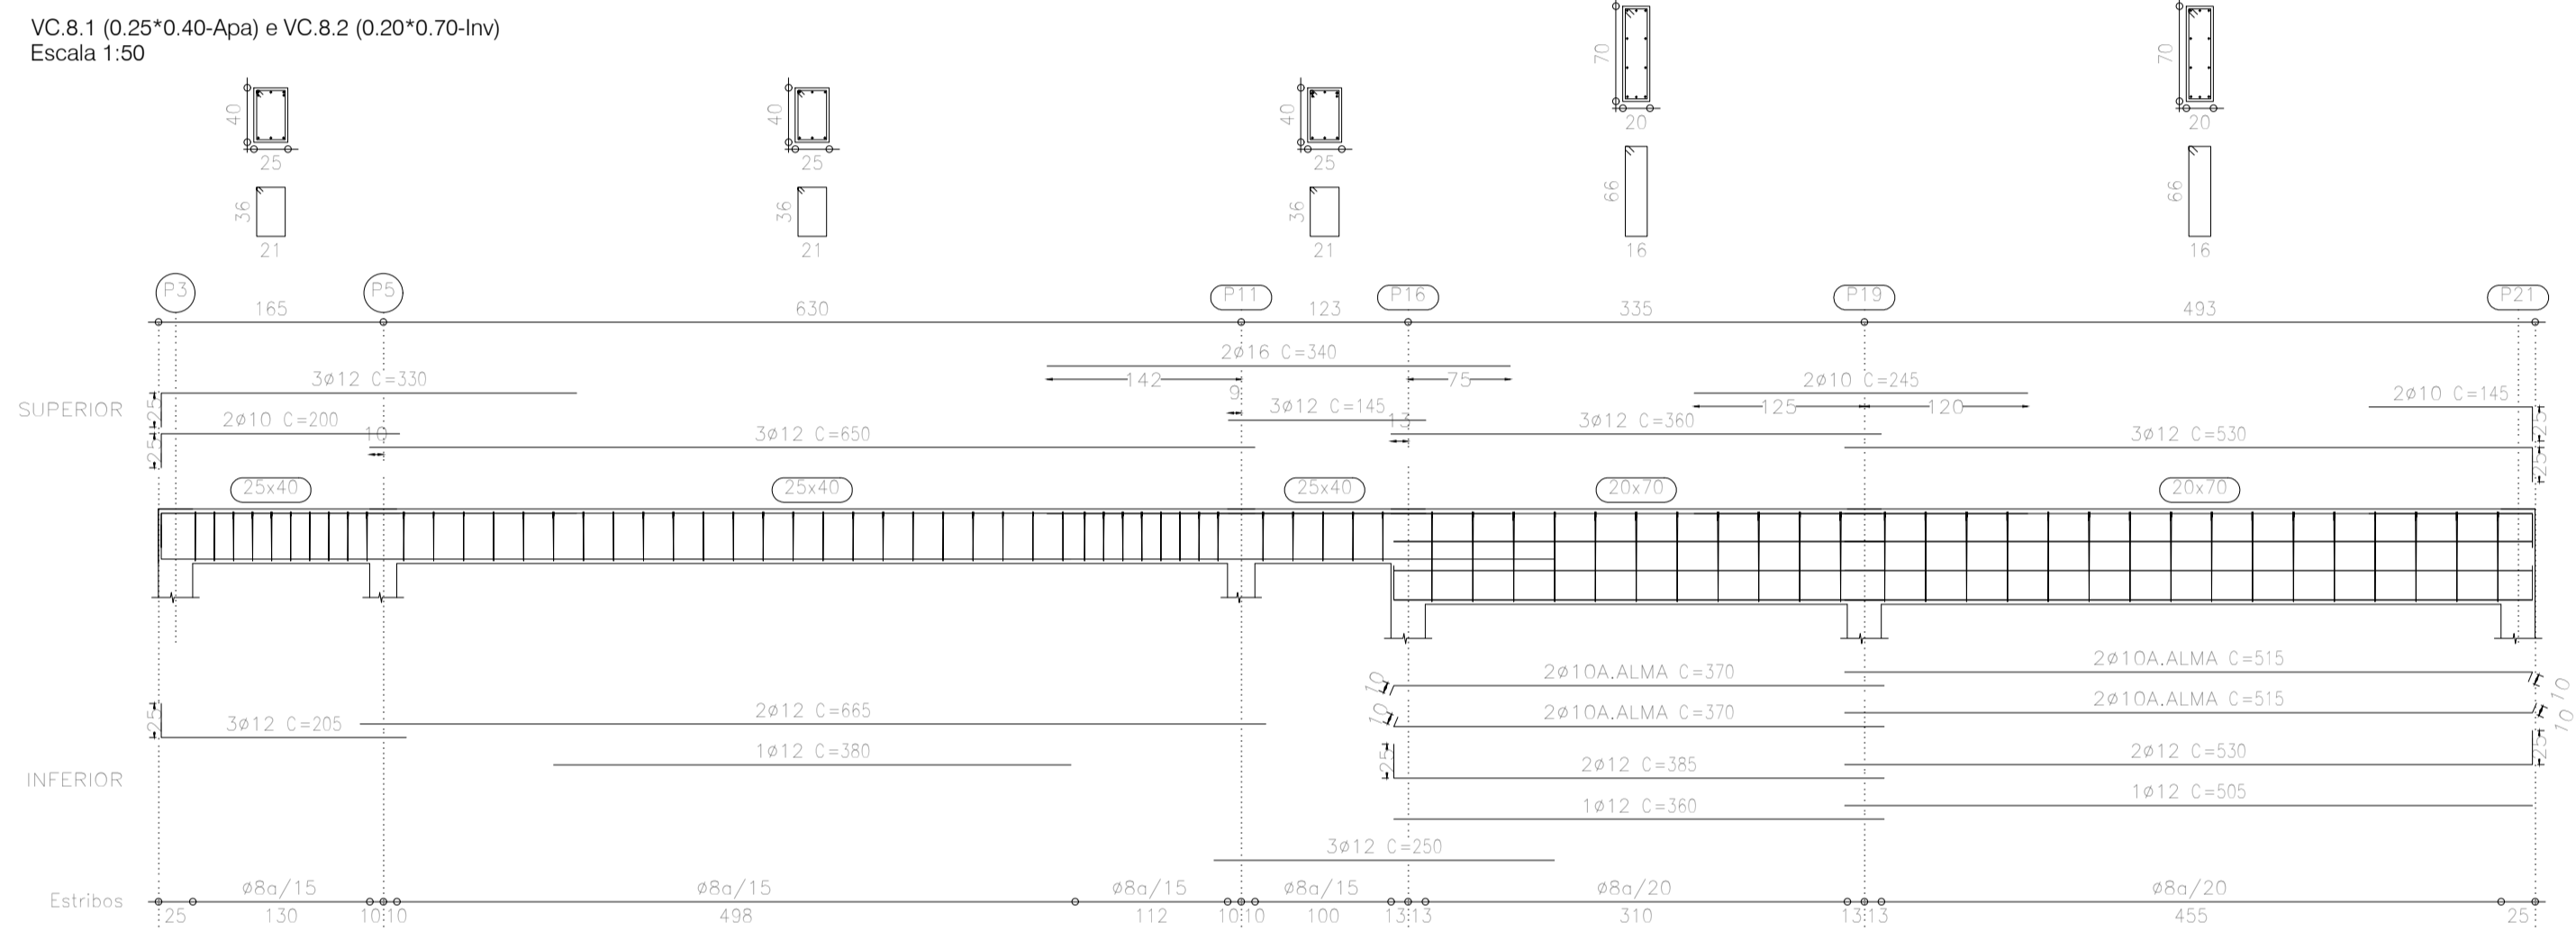 VC.8.1 (0.25*0.40-Apa) e VC.8.2 (0.20*0.70-Inv)
Escala 1:50
40 25 40 25 40 25 70 20 70 20
36 21 36 21 36 21 66 16 66 16
P3 P5 P11 P16 P19 P21
165 630 123 335 493
2ø16 C=340
142 75
3ø12 C=330 2ø10 C=245
25 9 125 120
SUPERIOR
2ø10 C=145
25
2ø10 C=200 3ø12 C=145 3ø12 C=360
25 10 13
3ø12 C=650 3ø12 C=530
25
25x40 25x40 25x40 20x70 20x70
2ø10A.ALMA C=370 2ø10A.ALMA C=515
10 10
2ø10A.ALMA C=370 2ø10A.ALMA C=515
10 10
3ø12 C=205 2ø12 C=665
25
1ø12 C=380 2ø12 C=385 2ø12 C=530
25 25
INFERIOR
1ø12 C=360 1ø12 C=505
3ø12 C=250
Estribos
ø8a/15 ø8a/15 ø8a/15 ø8a/15 ø8a/20 ø8a/20
25 130 10 10 498 112 10 10 100 13 13 310 13 13 455 25